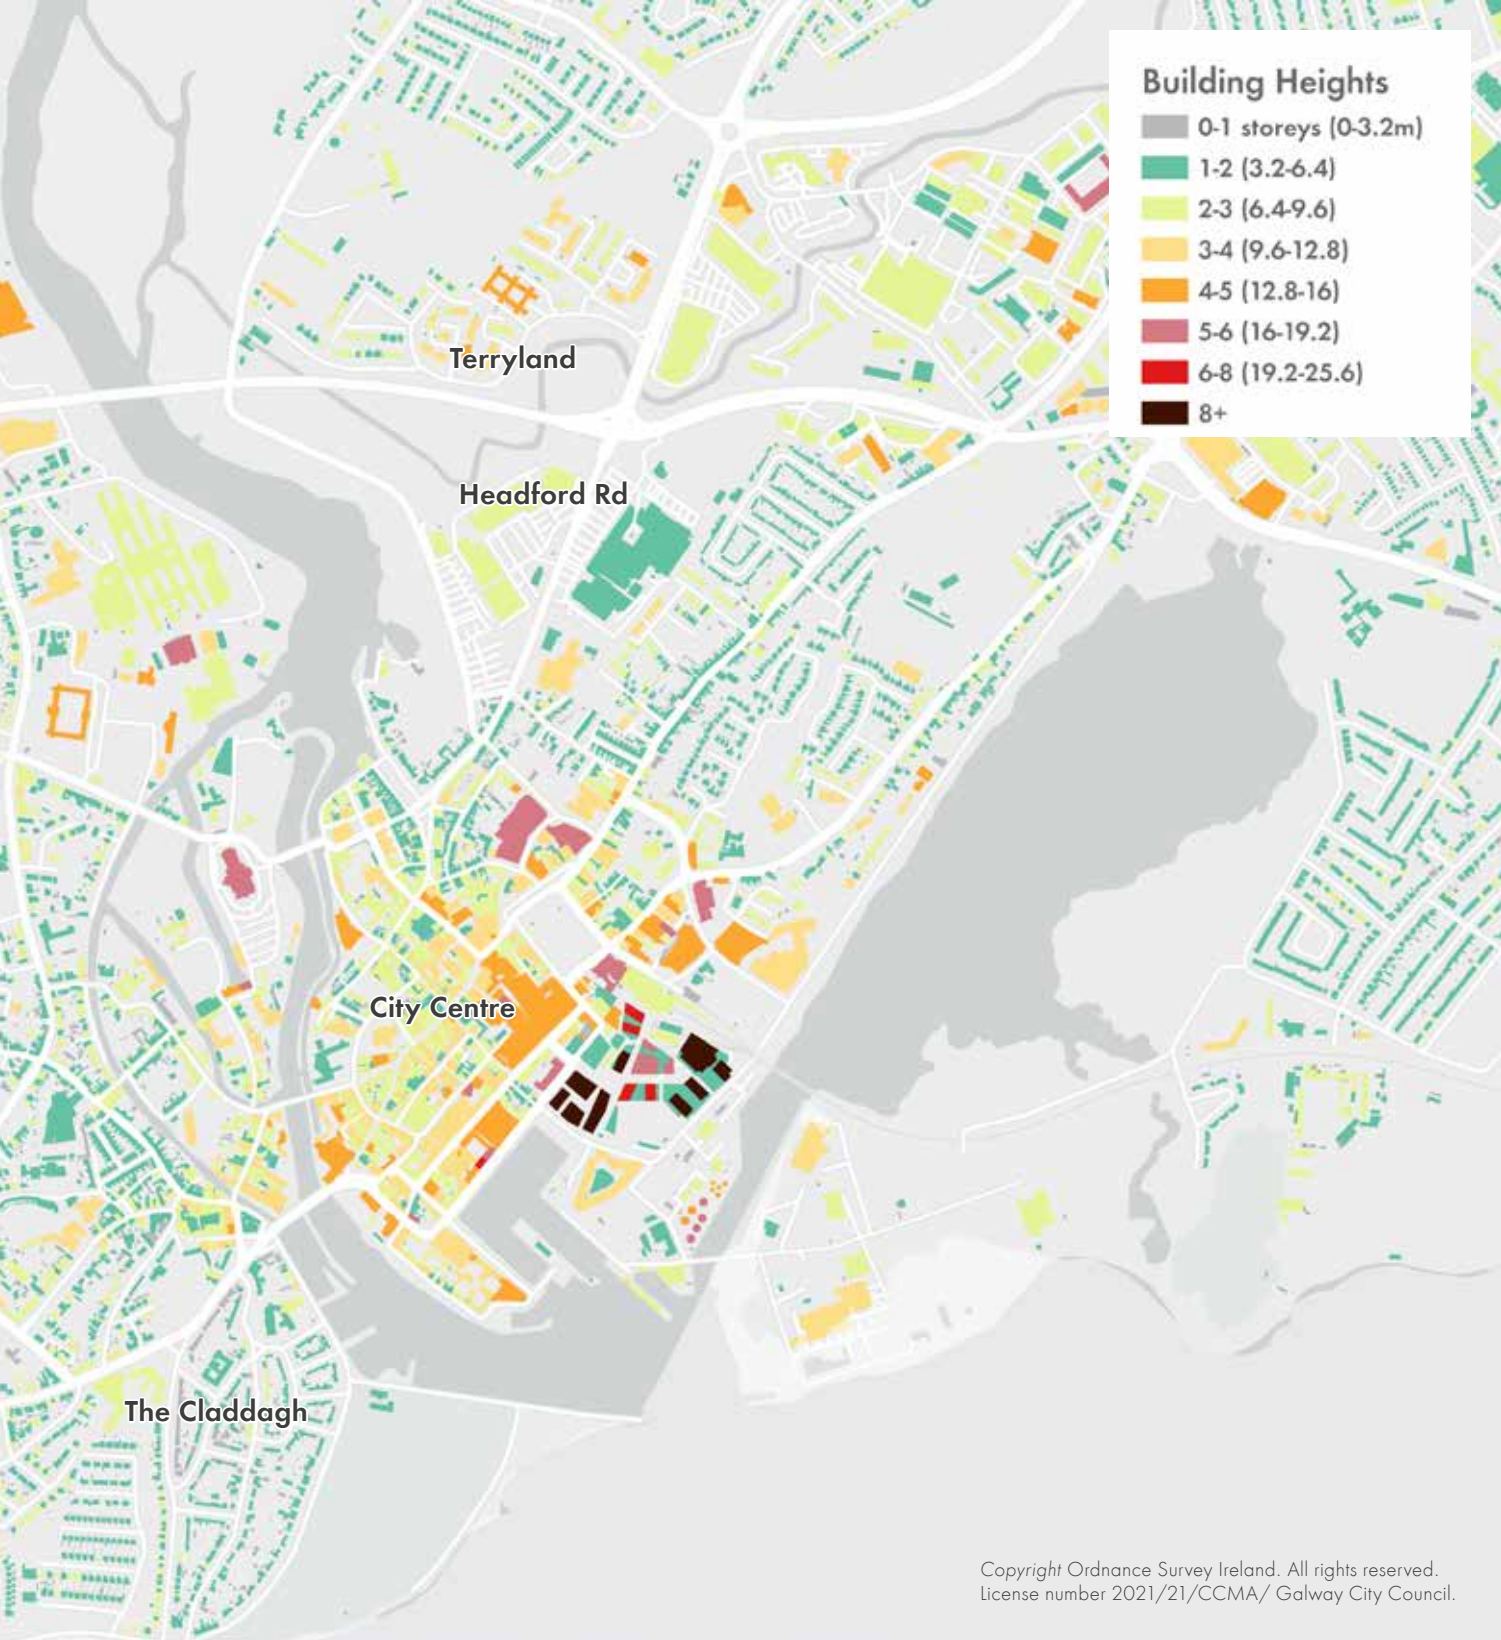 Building Heights
0-1 storeys (0-3.2m)
1-2 (3.2-6.4)
2-3 (6.4-9.6)
3-4 (9.6-12.8)
4-5 (12.8-16)
5-6 (16-19.2)
6-8 (19.2-25.6)
8+
Terryland
Headford Rd
City Centre
The Claddagh
Copyright Ordnance Survey Ireland. All rights reserved.
License number 2021/21/CCMA/ Galway City Council.